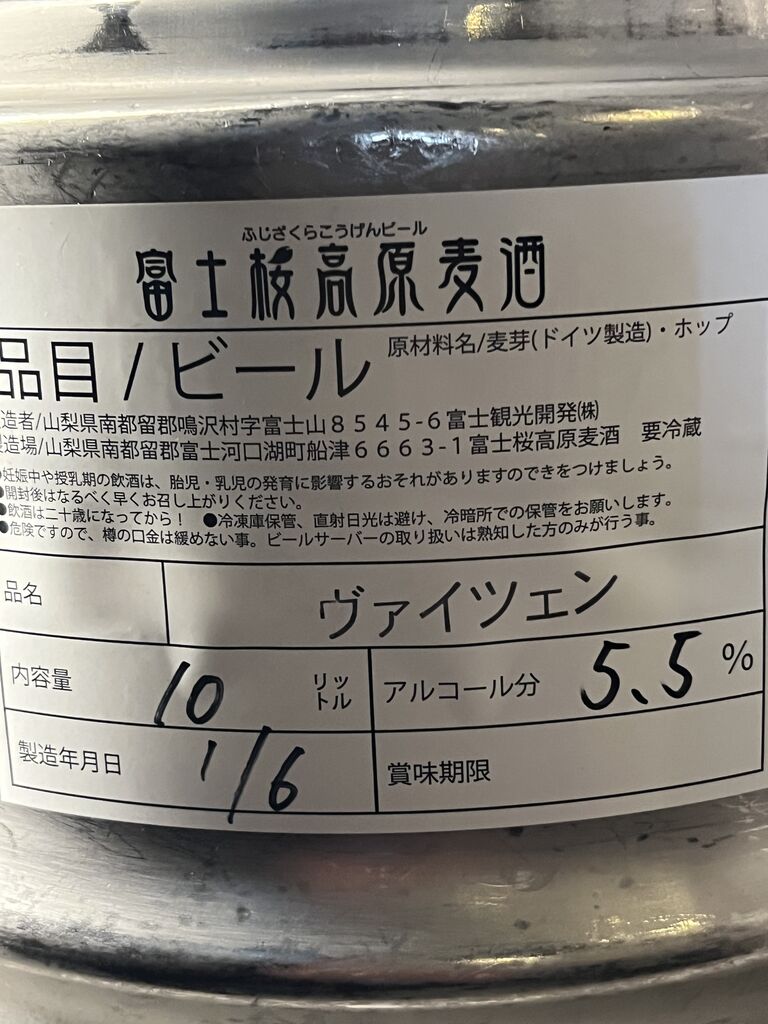 ふじざくらこうげんビール
富士桜高原麦酒
品目/ビール 原材料名/麦芽(ドイツ製造)・ホップ
造者/山梨県南都留郡鳴沢村字富士山8545-6富士観光開発㈱
造場/山梨県南都留郡富士河口湖町船津6663-1富士桜高原麦酒 要冷蔵
●妊娠中や授乳期の飲酒は、胎児・乳児の発育に影響するおそれがありますのできをつけましょう。
●開封後はなるべく早くお召し上がりください。
●飲酒は二十歳になってから! ●冷凍庫保管、直射日光は避け、冷暗所での保管をお願いします。
●危険ですので、樽の口金は緩めない事。ビールサーバーの取り扱いは熟知した方のみが行う事。
品名 ヴァイツェン
内容量 10 リットル アルコール分 5.5 %
製造年月日 1/6 賞味期限